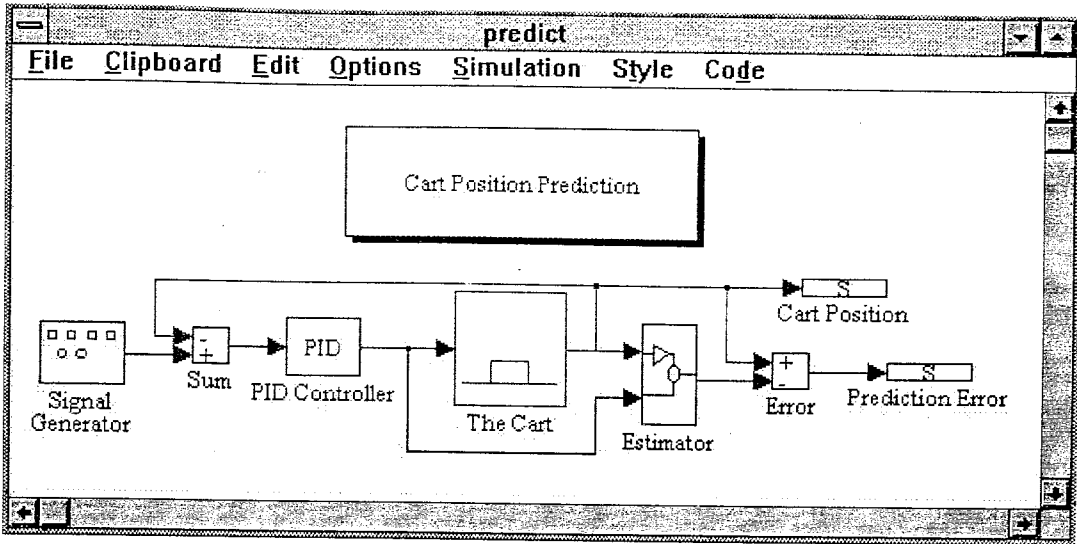 predict
File Clipboard Edit Options Simulation Style Code
Cart Position Prediction
S
Cart Position
-
+
Sum
PID
PID Controller
The Cart
Estimator
+
-
Error
S
Prediction Error
Signal
Generator